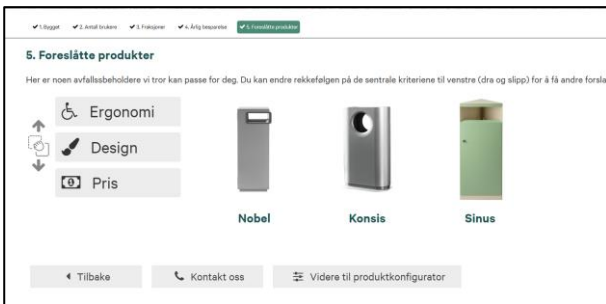 ✔ 1. Bygget ✔ 2. Antall brukere ✔ 3. Fraksjoner ✔ 4. Årlig besparelse ✔ 5. Foreslåtte produkter
5. Foreslåtte produkter
Her er noen avfallssbeholdere vi tror kan passe for deg. Du kan endre rekkefølgen på de sentrale kriteriene til venstre (dra og slipp) for å få andre forsla
Ergonomi
Design
Pris
Nobel Konsis Sinus
Tilbake Kontakt oss Videre til produktkonfigurator